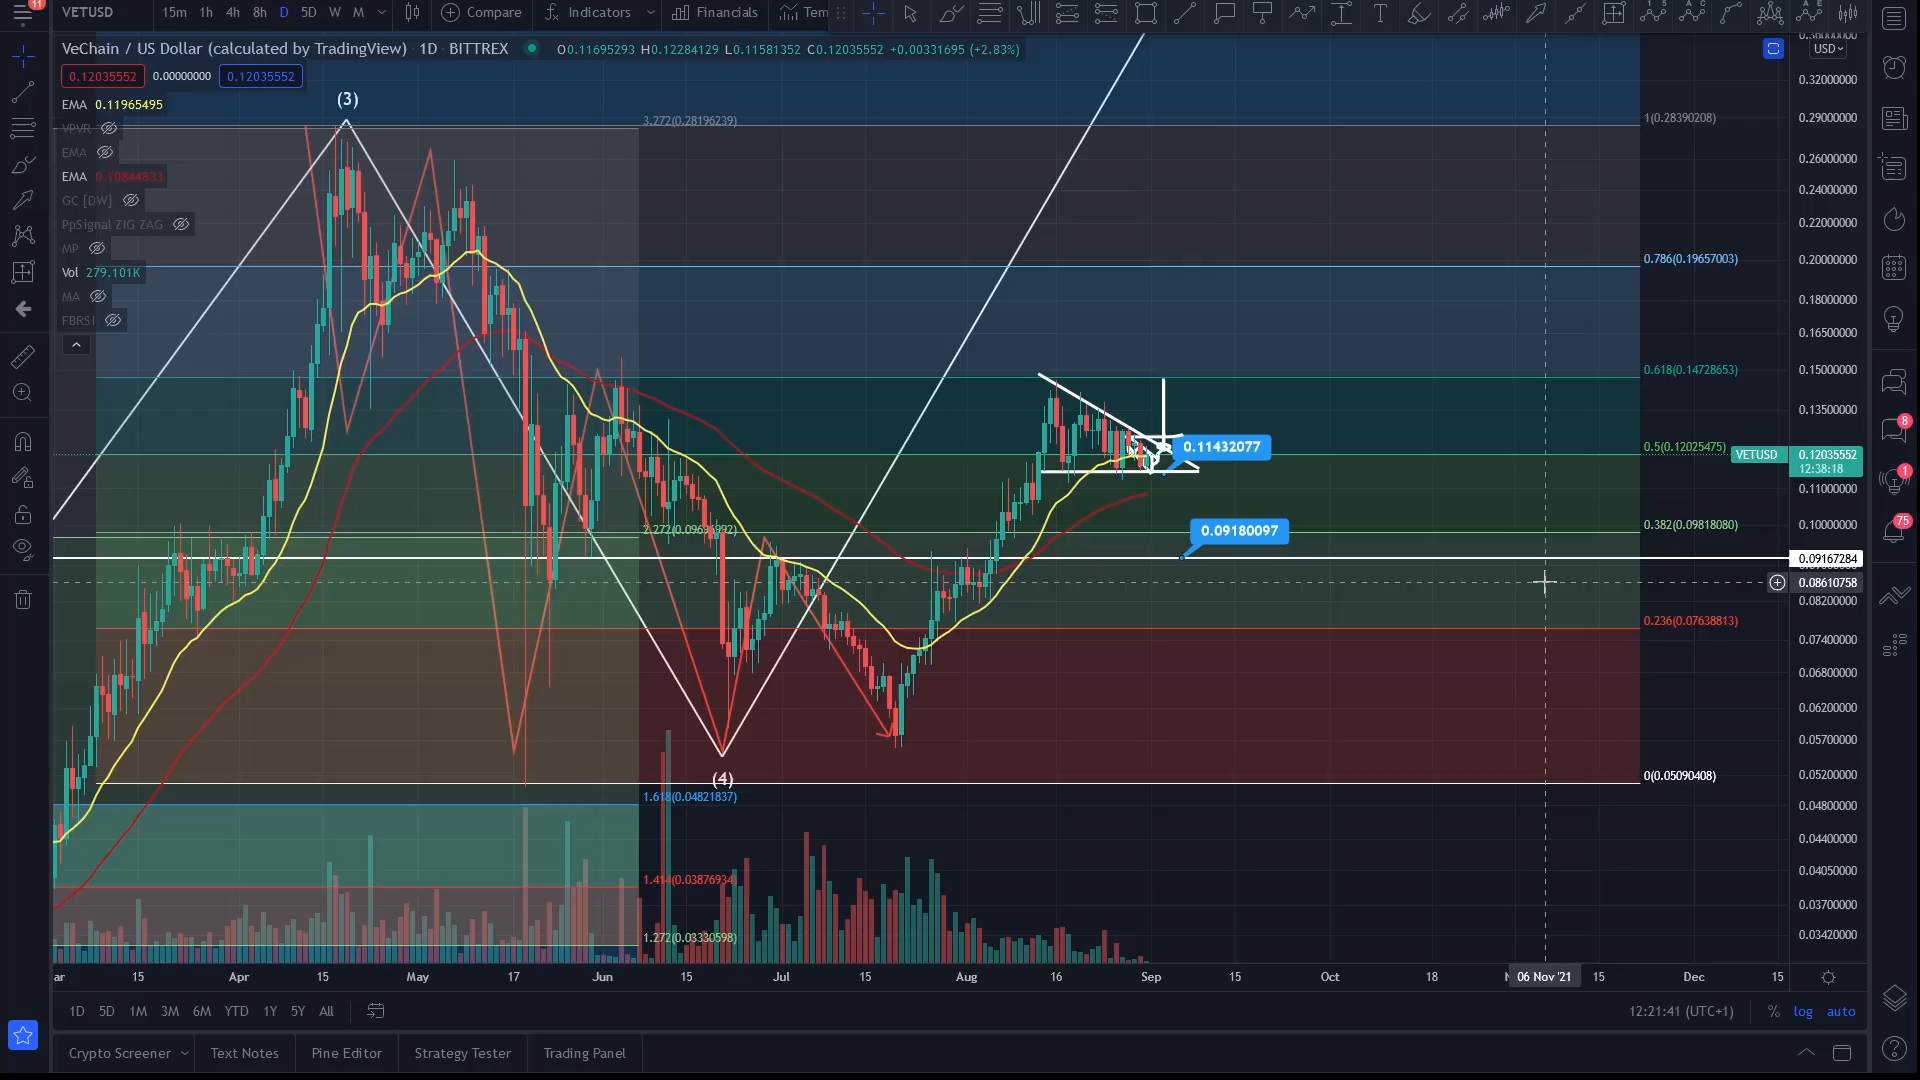 11
VETUSD 15m 1h 4h 8h D 5D W M Compare Indicators Financials Tem
VeChain / US Dollar (calculated by TradingView) · 1D · BITTREX O0.11695293 H0.12284129 L0.11581352 C0.12035552 +0.00331695 (+2.83%)
0.12035552 0.00000000 0.12035552
EMA 0.11965495
VPVR
EMA
EMA 0.10844833
GC [DW]
PpSignal ZIG ZAG
MP
Vol 279.101K
MA
FBRSI
(3)
3.272(0.28196239)
1(0.28390208)
0.786(0.19657003)
0.618(0.14728653)
0.5(0.12025475)
0.11432077
2.272(0.09636992)
0.382(0.09818080)
0.09180097
0.236(0.07638813)
0(0.05090408)
(4)
1.618(0.04821837)
1.414(0.03876934)
1.272(0.03330598)
USD
0.32000000
0.29000000
0.26000000
0.24000000
0.22000000
0.20000000
0.18000000
0.16500000
0.15000000
0.13500000
VETUSD 0.12035552
12:38:18
0.11000000
0.10000000
0.09167284
0.08610758
0.08200000
0.07400000
0.06800000
0.06200000
0.05700000
0.05200000
0.04800000
0.04400000
0.04050000
0.03700000
0.03420000
8
1
75
ar 15 Apr 15 May 17 Jun 15 Jul 15 Aug 16 Sep 15 Oct 18 06 Nov '21 15 Dec 15
1D 5D 1M 3M 6M YTD 1Y 5Y All 12:21:41 (UTC+1) % log auto
Crypto Screener Text Notes Pine Editor Strategy Tester Trading Panel